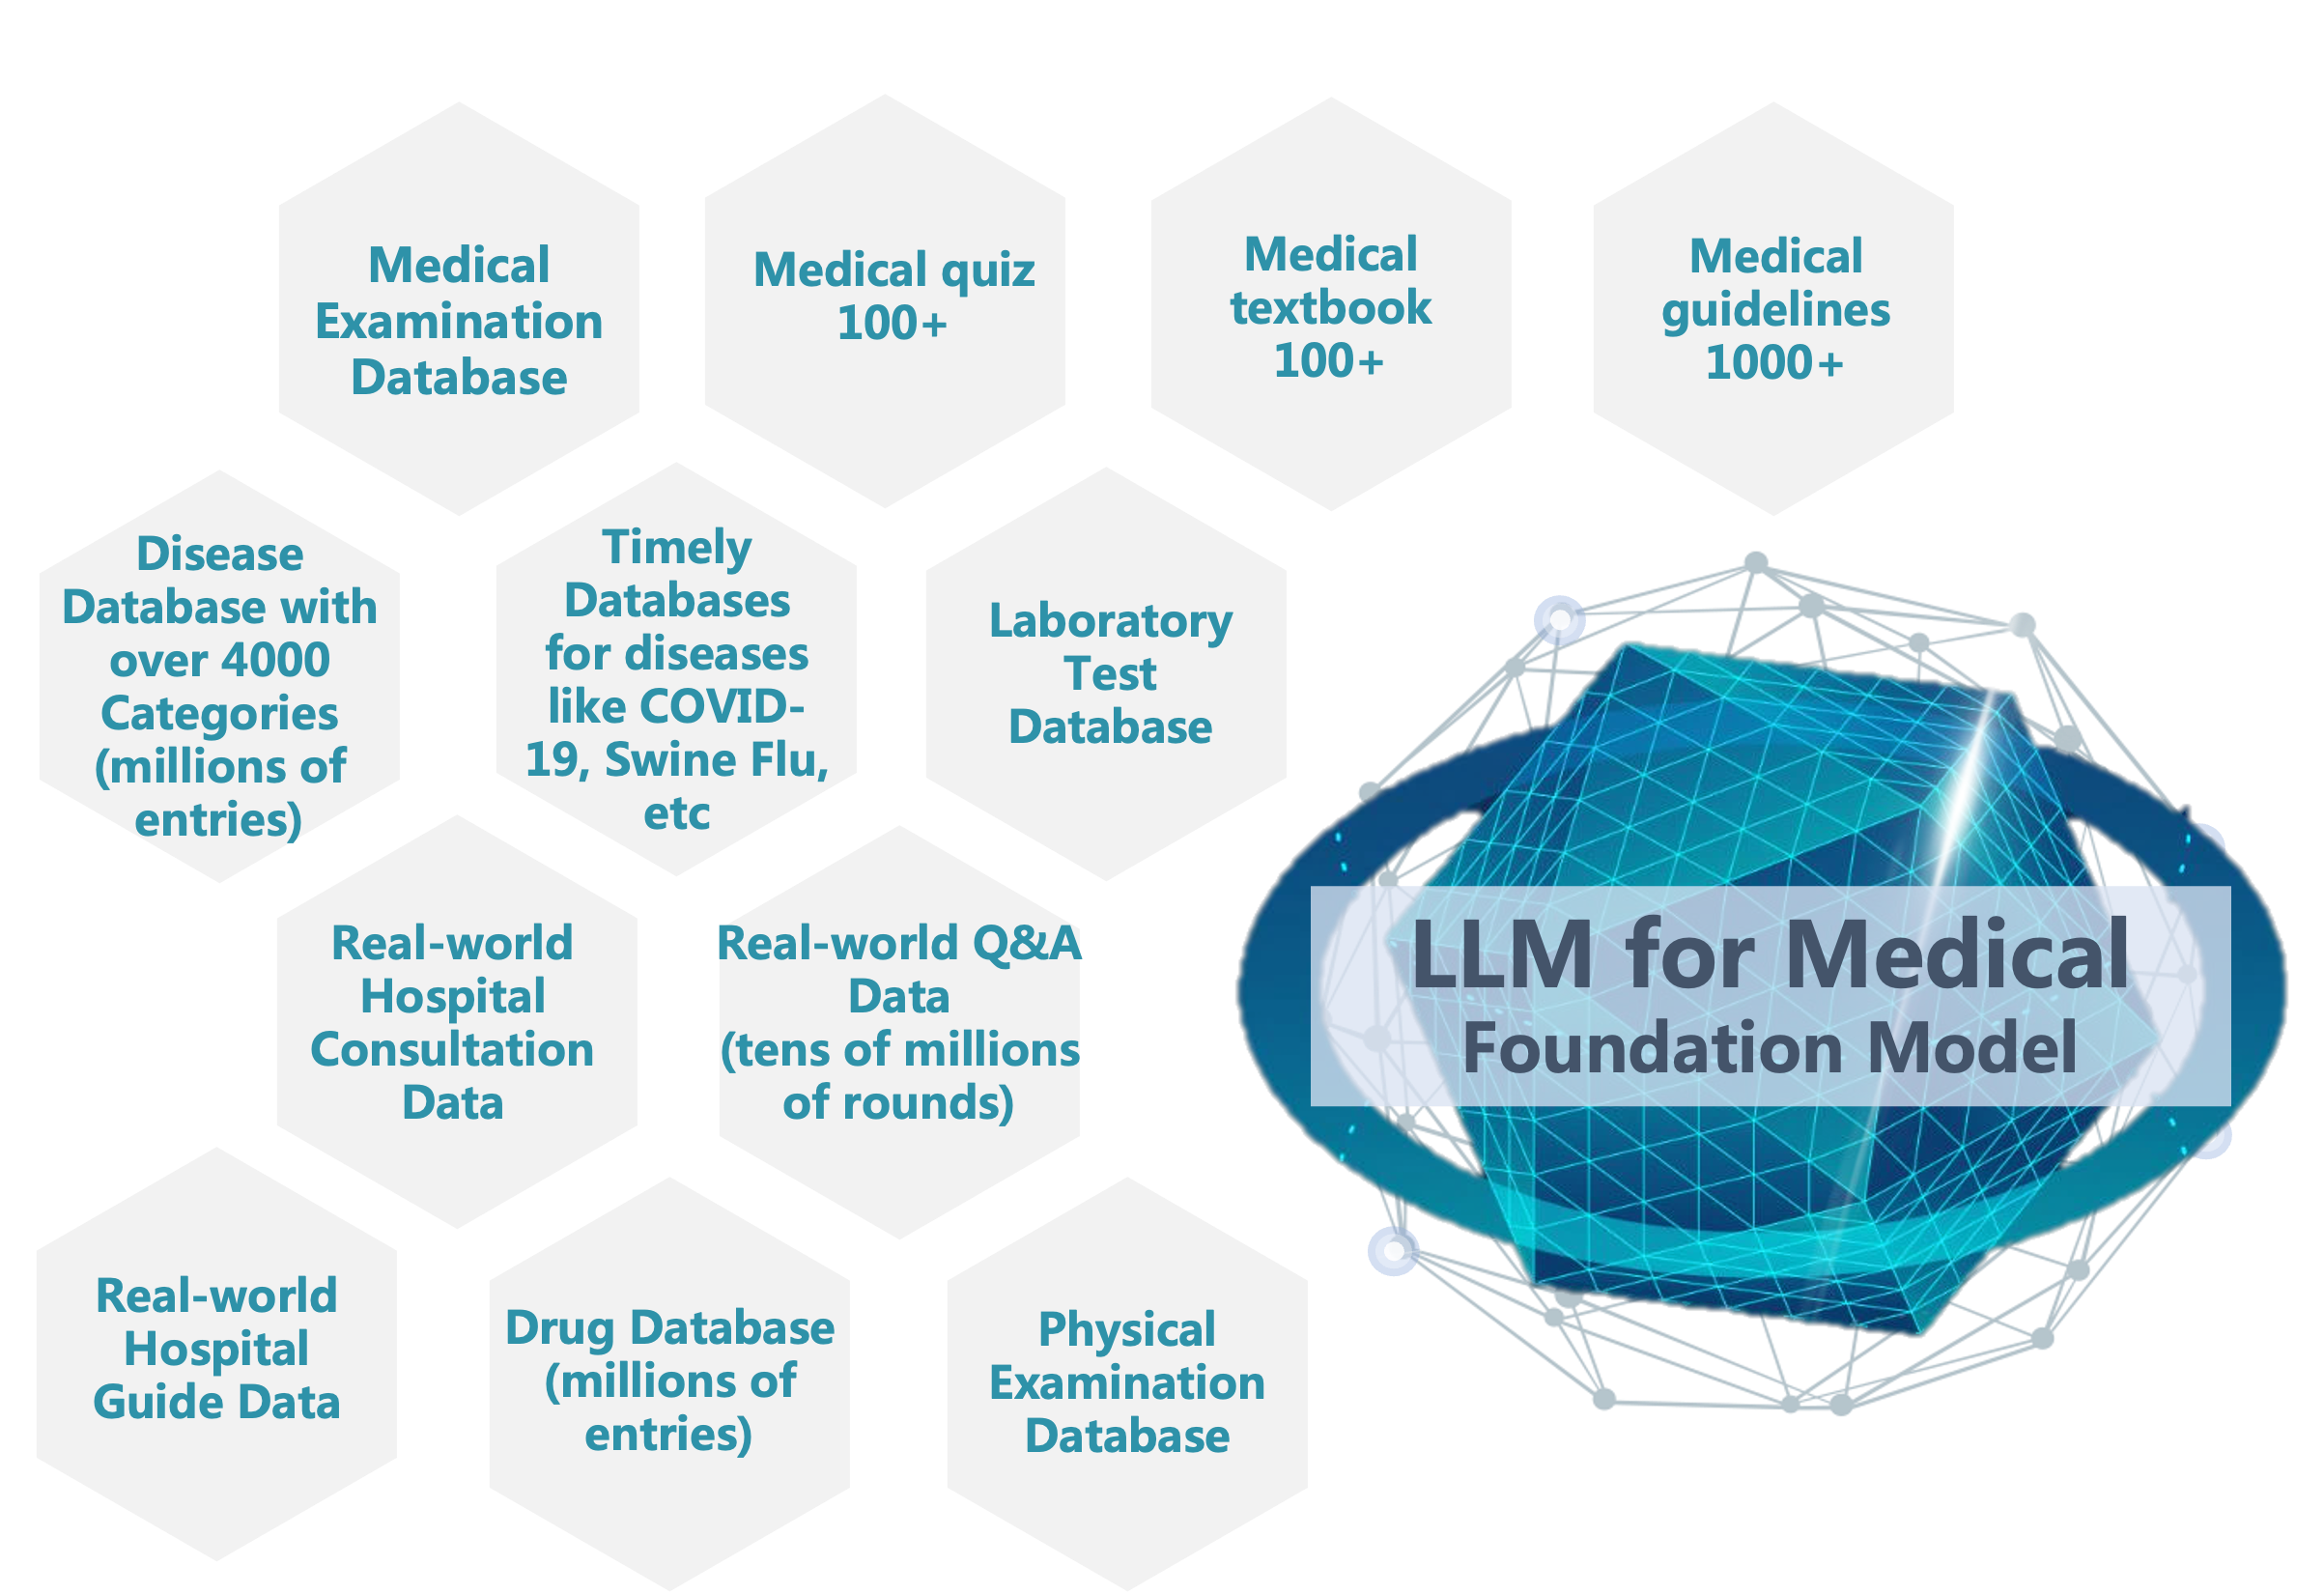 Medical
Examination
Database
Medical quiz
100+
Medical
textbook
100+
Medical
guidelines
1000+
Disease
Database with
over 4000
Categories
(millions of
entries)
Timely
Databases
for diseases
like COVID-
19, Swine Flu,
etc
Laboratory
Test
Database
Real-world
Hospital
Consultation
Data
Real-world Q&A
Data
(tens of millions
of rounds)
LLM for Medical
Foundation Model
Real-world
Hospital
Guide Data
Drug Database
(millions of
entries)
Physical
Examination
Database